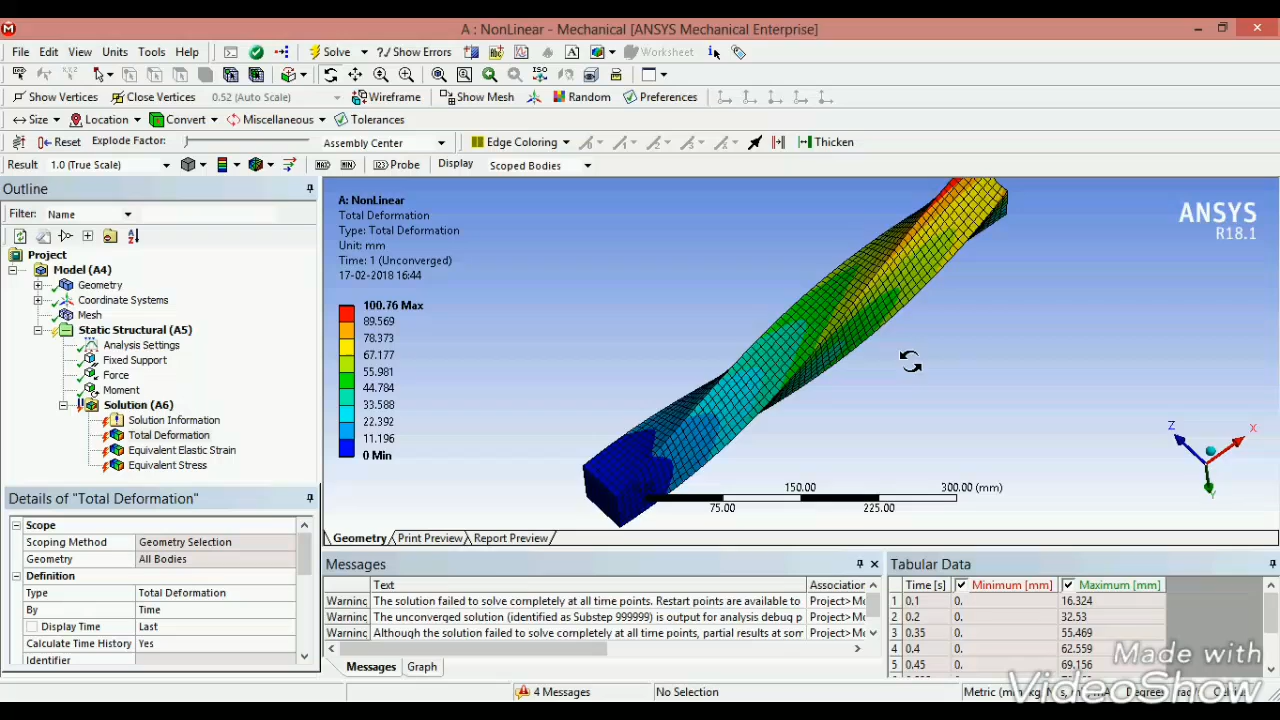 A : NonLinear - Mechanical [ANSYS Mechanical Enterprise]
File Edit View Units Tools Help Solve ?/ Show Errors Worksheet
Show Vertices Close Vertices 0.52 (Auto Scale) Wireframe Show Mesh Random Preferences
Size Location Convert Miscellaneous Tolerances
Reset Explode Factor: Assembly Center Edge Coloring Thicken
Result 1.0 (True Scale) Probe Display Scoped Bodies
Outline
Filter: Name
Project
Model (A4)
Geometry
Coordinate Systems
Mesh
Static Structural (A5)
Analysis Settings
Fixed Support
Force
Moment
Solution (A6)
Solution Information
Total Deformation
Equivalent Elastic Strain
Equivalent Stress
Details of "Total Deformation"
Scope
Scoping Method Geometry Selection
Geometry All Bodies
Definition
Type Total Deformation
By Time
Display Time Last
Calculate Time History Yes
Identifier
A: NonLinear
Total Deformation
Type: Total Deformation
Unit: mm
Time: 1 (Unconverged)
17-02-2018 16:44
100.76 Max
89.569
78.373
67.177
55.981
44.784
33.588
22.392
11.196
0 Min
ANSYS
R18.1
Z X
Y
150.00 300.00 (mm)
75.00 225.00
Geometry Print Preview Report Preview
Messages
Text Association
Warninc The solution failed to solve completely at all time points. Restart points are available to Project>Mo
Warninc The unconverged solution (identified as Substep 999999) is output for analysis debug p Project>Mo
Warninc Although the solution failed to solve completely at all time points, partial results at som Project>Mo
Messages Graph
Tabular Data
Time [s] Minimum [mm] Maximum [mm]
1 0.1 0. 16.324
2 0.2 0. 32.53
3 0.35 0. 55.469
4 0.4 0. 62.559
5 0.45 0. 69.156
4 Messages No Selection Metric
Made with
VideoShow